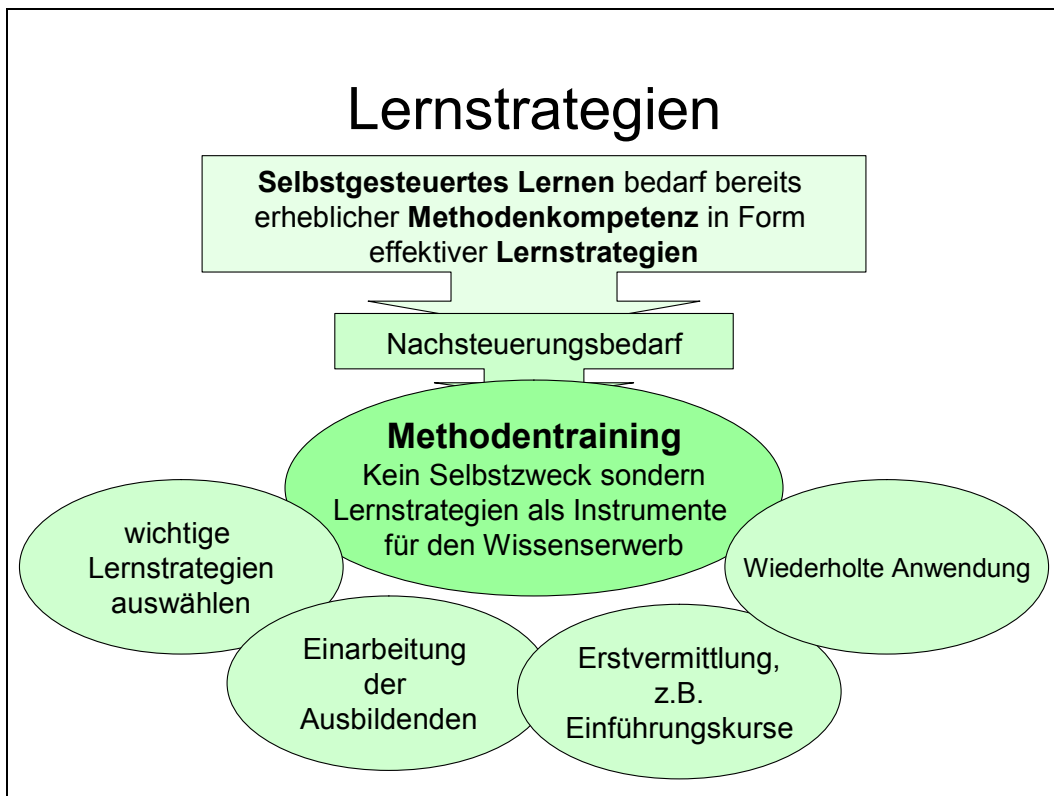 Lernstrategien
Selbstgesteuertes Lernen bedarf bereits
erheblicher Methodenkompetenz in Form
effektiver Lernstrategien
Nachsteuerungsbedarf
Methodentraining
Kein Selbstzweck sondern
Lernstrategien als Instrumente
für den Wissenserwerb
wichtige
Lernstrategien
auswählen
Einarbeitung
der
Ausbildenden
Erstvermittlung,
z.B.
Einführungskurse
Wiederholte Anwendung